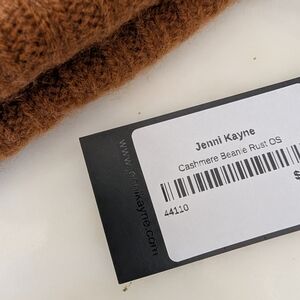 Jenni Kayne
Cashmere Beanie Rust OS
$
44110
www.jennikayne.com